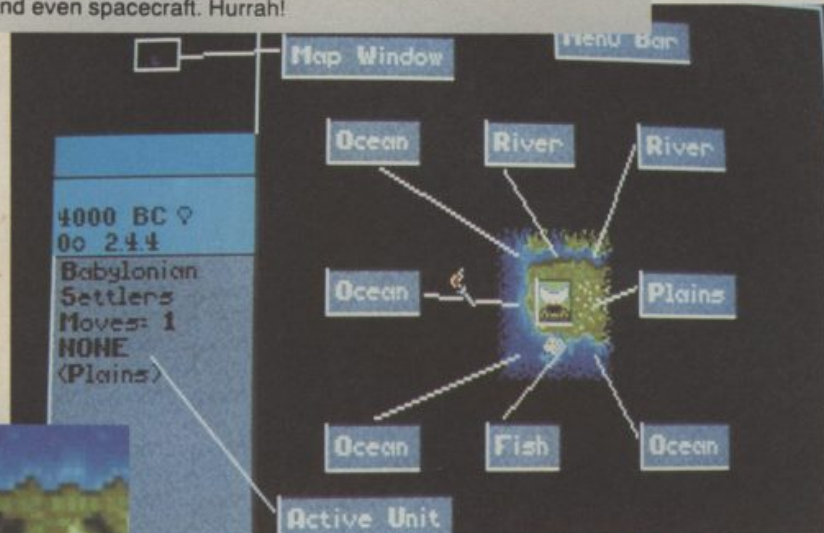 nd even spacecraft. Hurrah!
Map Window
Menu Bar
Ocean
River
River
4000 BC
0o 2.4.4
Babylonian
Settlers
Moves: 1
NONE
(Plains)
Ocean
Plains
Ocean
Fish
Ocean
Active Unit